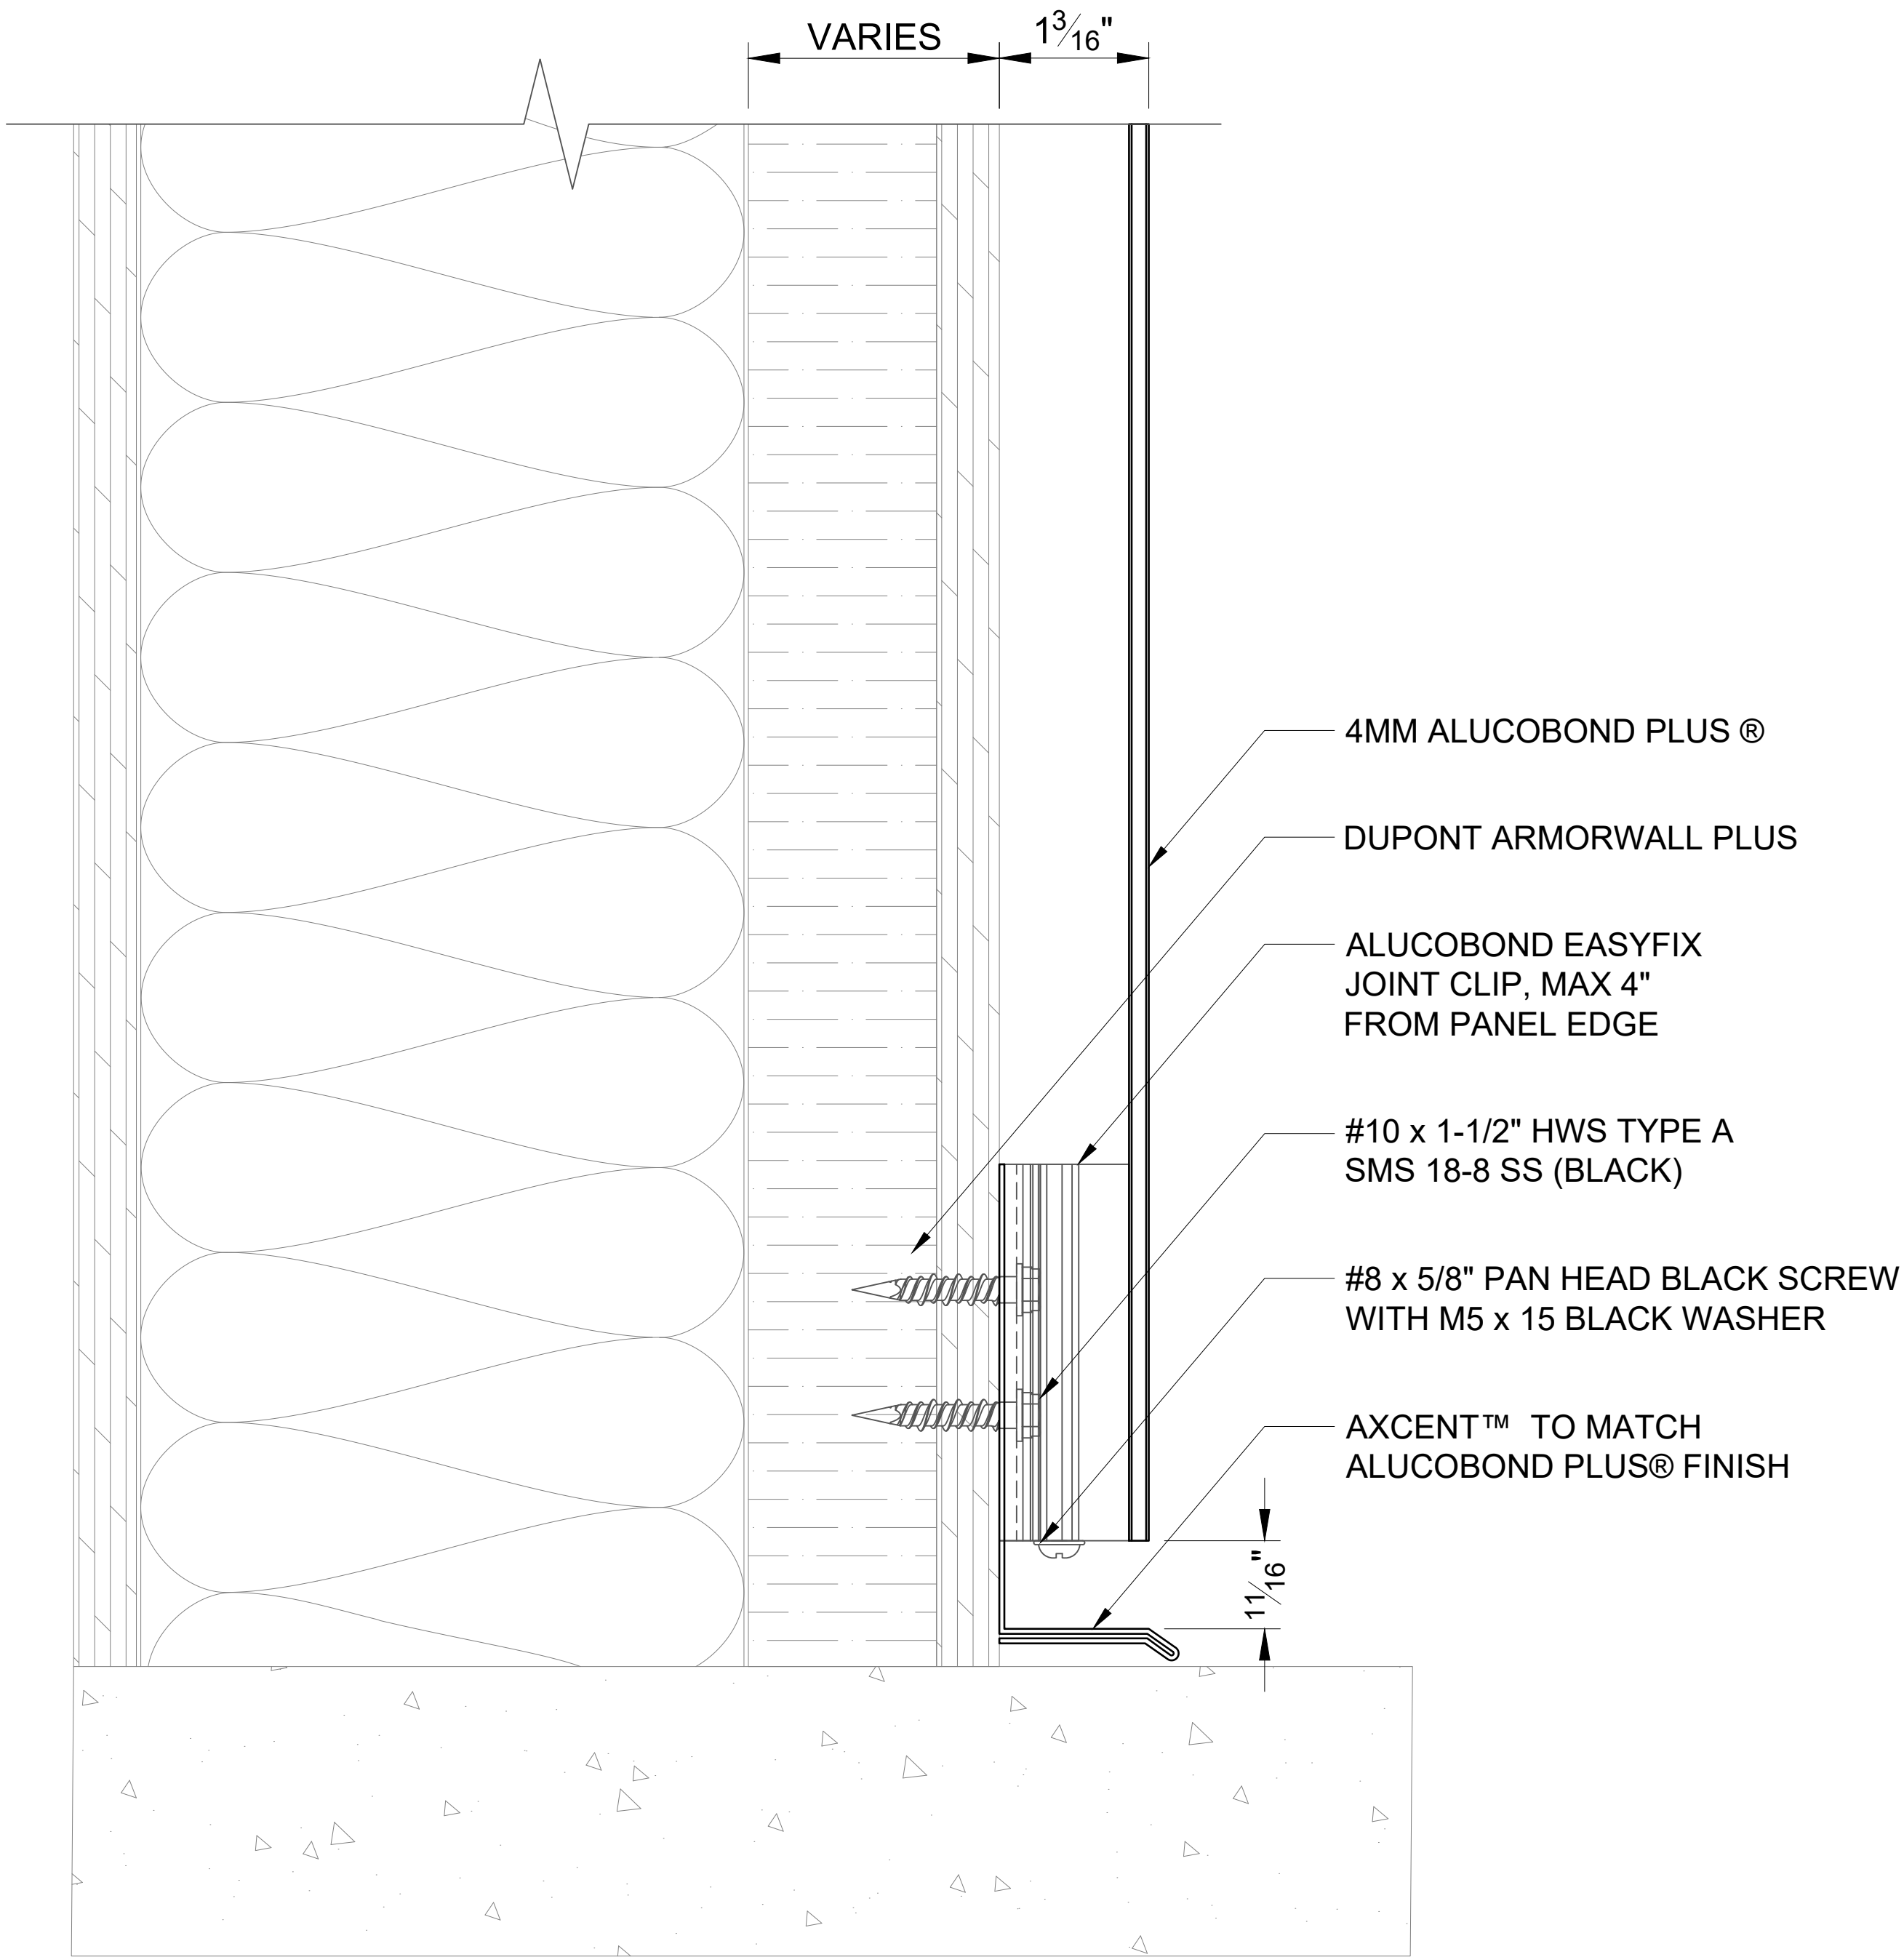 VARIES
1 3/16"
4MM ALUCOBOND PLUS ®
DUPONT ARMORWALL PLUS
ALUCOBOND EASYFIX
JOINT CLIP, MAX 4"
FROM PANEL EDGE
#10 x 1-1/2" HWS TYPE A
SMS 18-8 SS (BLACK)
#8 x 5/8" PAN HEAD BLACK SCREW
WITH M5 x 15 BLACK WASHER
AXCENT™ TO MATCH
ALUCOBOND PLUS® FINISH
11/16"